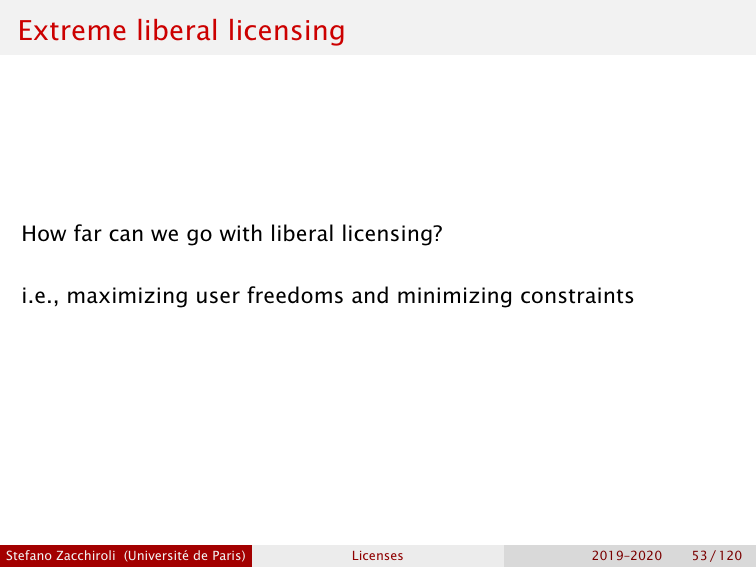 Extreme liberal licensing
How far can we go with liberal licensing?
i.e., maximizing user freedoms and minimizing constraints
Stefano Zacchiroli (Université de Paris) Licenses 2019–2020 53 / 120